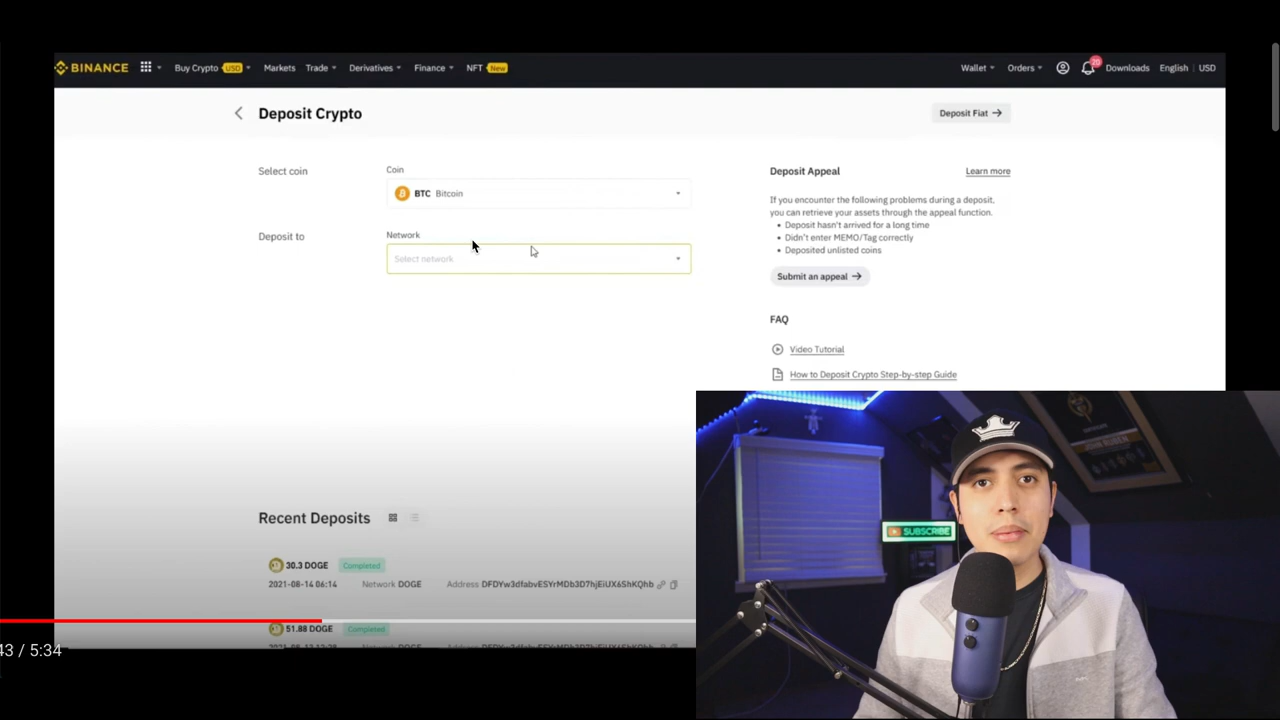 BINANCE Buy Crypto USD Markets Trade Derivatives Finance NFT New Wallet Orders 20 Downloads English USD
Deposit Crypto
Deposit Fiat →
Select coin
Coin
BTC Bitcoin
Deposit to
Network
Select network
Deposit Appeal
Learn more
If you encounter the following problems during a deposit,
you can retrieve your assets through the appeal function.
• Deposit hasn't arrived for a long time
• Didn't enter MEMO/Tag correctly
• Deposited unlisted coins
Submit an appeal →
FAQ
Video Tutorial
How to Deposit Crypto Step-by-step Guide
Recent Deposits
30.3 DOGE Completed
2021-08-14 06:14 Network DOGE Address DFDYw3dfabvESYrMDb3D7hjEiUX6ShKQhb
51.88 DOGE Completed
43 / 5:34
SUBSCRIBE